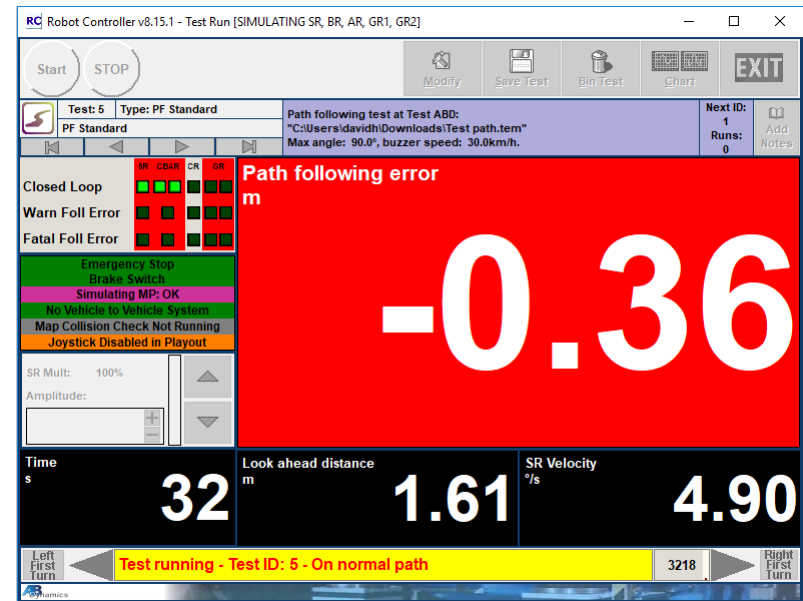 RC Robot Controller v8.15.1 - Test Run [SIMULATING SR, BR, AR, GR1, GR2]
Start
STOP
Modify
Save Test
Bin Test
Chart
EXIT
Test: 5 Type: PF Standard
PF Standard
Path following test at Test ABD:
"C:\Users\davidh\Downloads\Test path.tem"
Max angle: 90.0º, buzzer speed: 30.0km/h.
Next ID:
1
Runs:
0
Add
Notes
SR CBAR CR GR
Closed Loop
Warn Foll Error
Fatal Foll Error
Path following error
m
-0.36
Emergency Stop
Brake Switch
Simulating MP: OK
No Vehicle to Vehicle System
Map Collision Check Not Running
Joystick Disabled in Playout
SR Mult: 100%
Amplitude:
Time
s
32
Look ahead distance
m
1.61
SR Velocity
°/s
4.90
Left
First
Turn
Test running - Test ID: 5 - On normal path
3218
Right
First
Turn
AB Dynamics